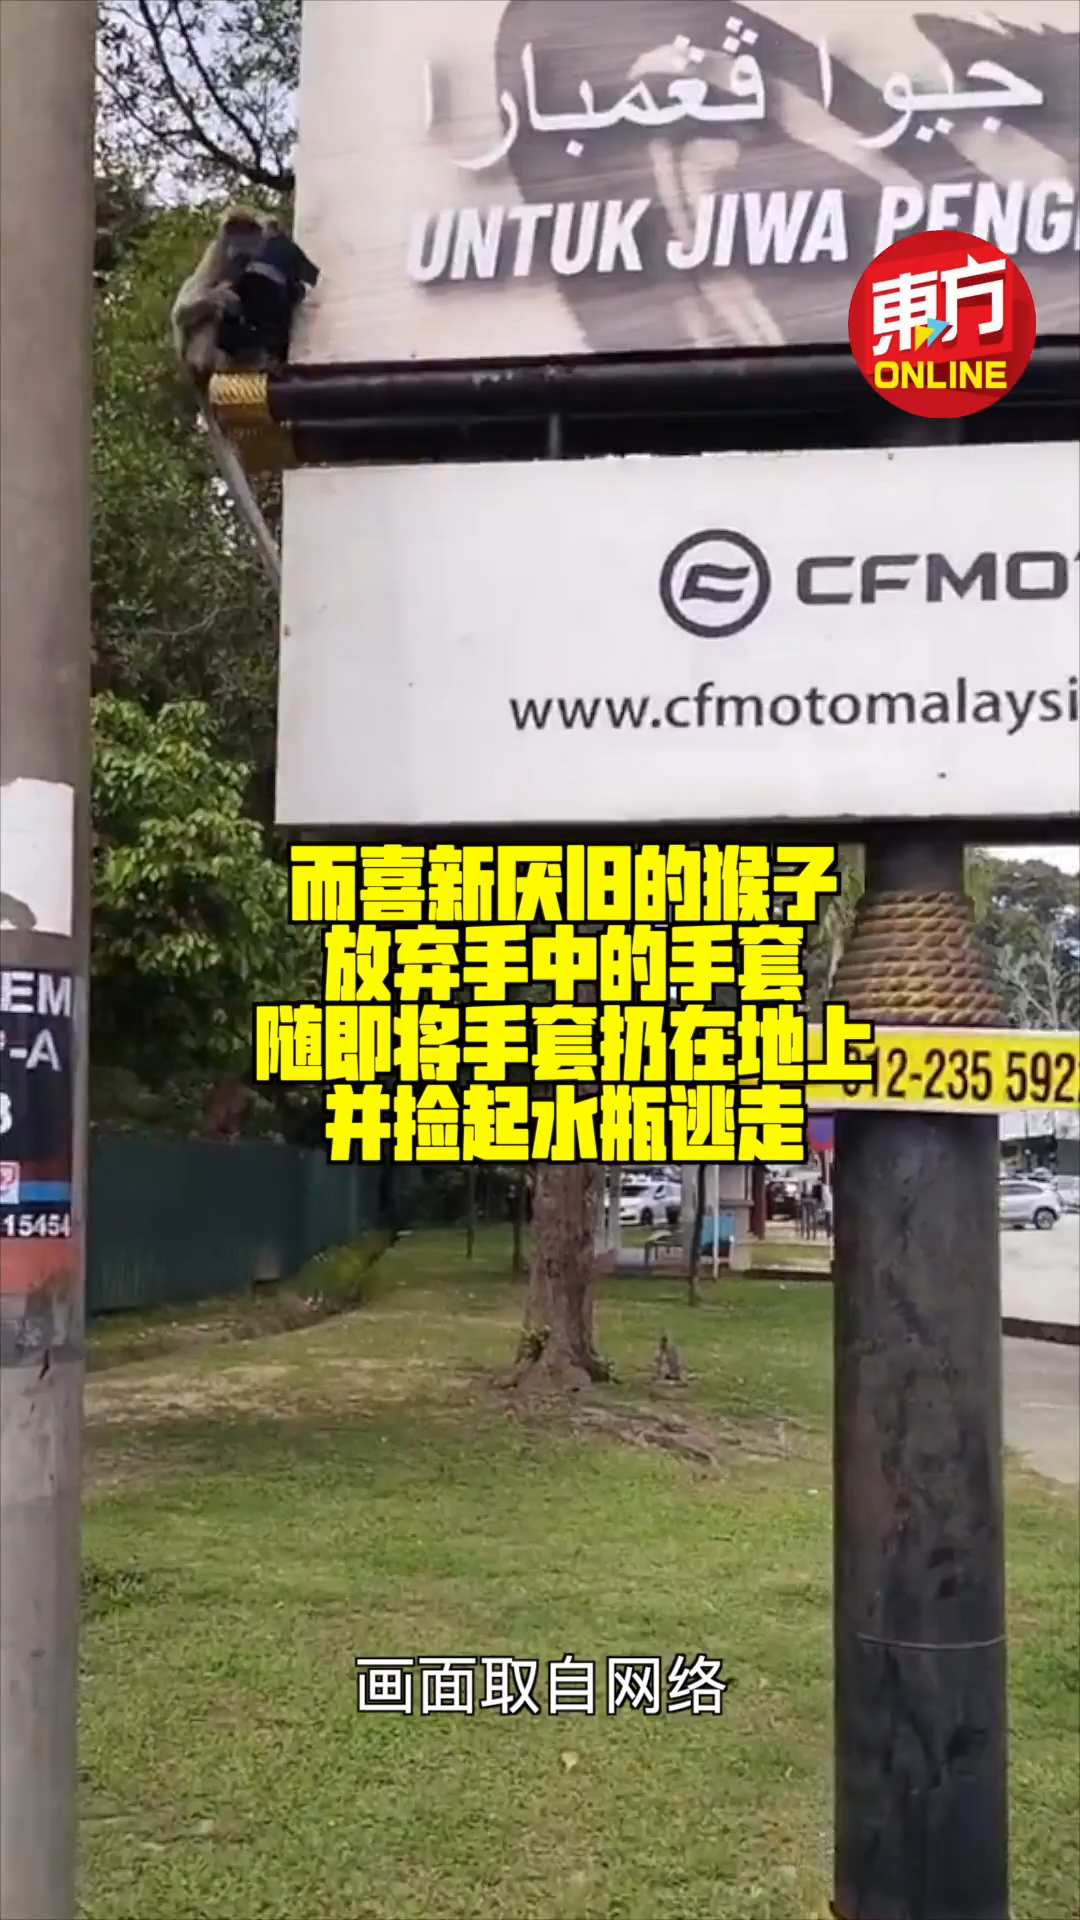 جيوا ڤڠمبارا
UNTUK JIWA PENG
東方
ONLINE
CFMO
www.cfmotomalaysi
而喜新厌旧的猴子
放弃手中的手套
随即将手套扔在地上
并捡起水瓶逃走
012-235 592
EM
-A
15454
画面取自网络